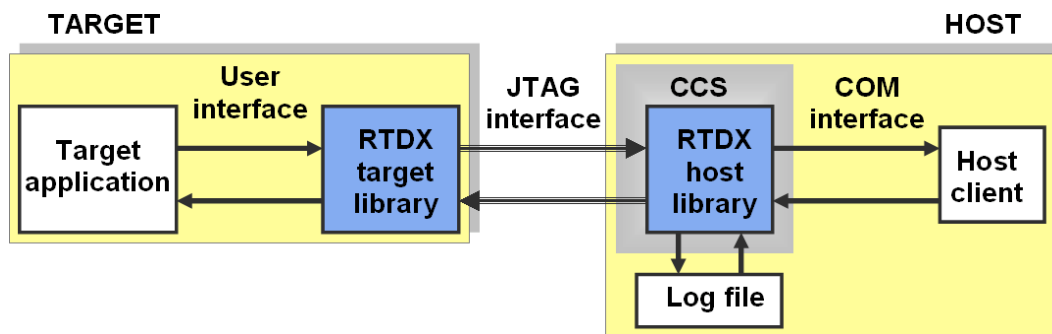 TARGET
HOST
User
interface
JTAG
interface
CCS
COM
interface
Target
application
RTDX
target
library
RTDX
host
library
Host
client
Log file